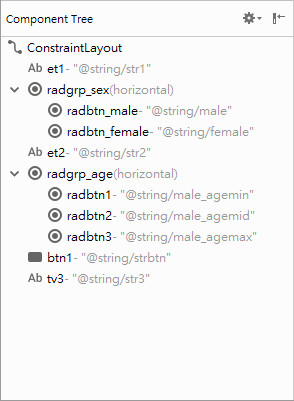 Component Tree
ConstraintLayout
Ab et1- "@string/str1"
radgrp_sex(horizontal)
radbtn_male- "@string/male"
radbtn_female- "@string/female"
Ab et2- "@string/str2"
radgrp_age(horizontal)
radbtn1- "@string/male_agemin"
radbtn2- "@string/male_agemid"
radbtn3- "@string/male_agemax"
btn1- "@string/strbtn"
Ab tv3- "@string/str3"